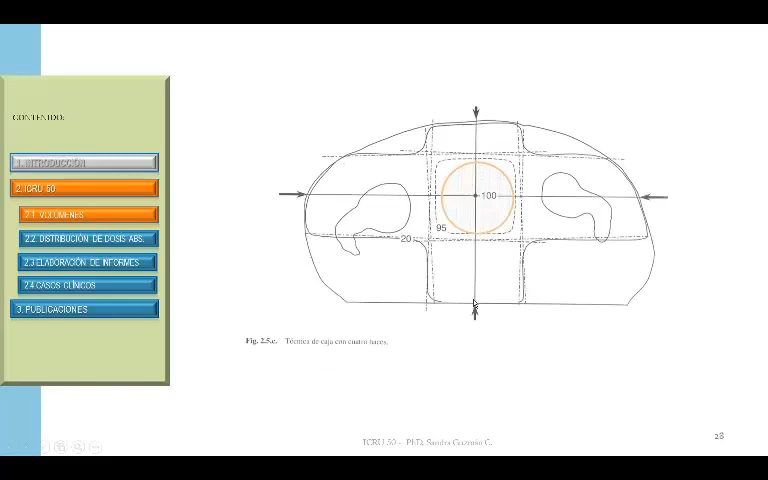 CONTENIDO:
1. INTRODUCCIÓN
2. ICRU 50
2.1. VOLÚMENES
2.2. DISTRIBUCIÓN DE DOSIS ABS.
2.3 ELABORACIÓN DE INFORMES
2.4 CASOS CLÍNICOS
3. PUBLICACIONES
100
95
20
Fig. 2.5.c. Técnica de caja con cuatro haces.
ICRU 50 - PhD. Sandra Guzmán C.
28